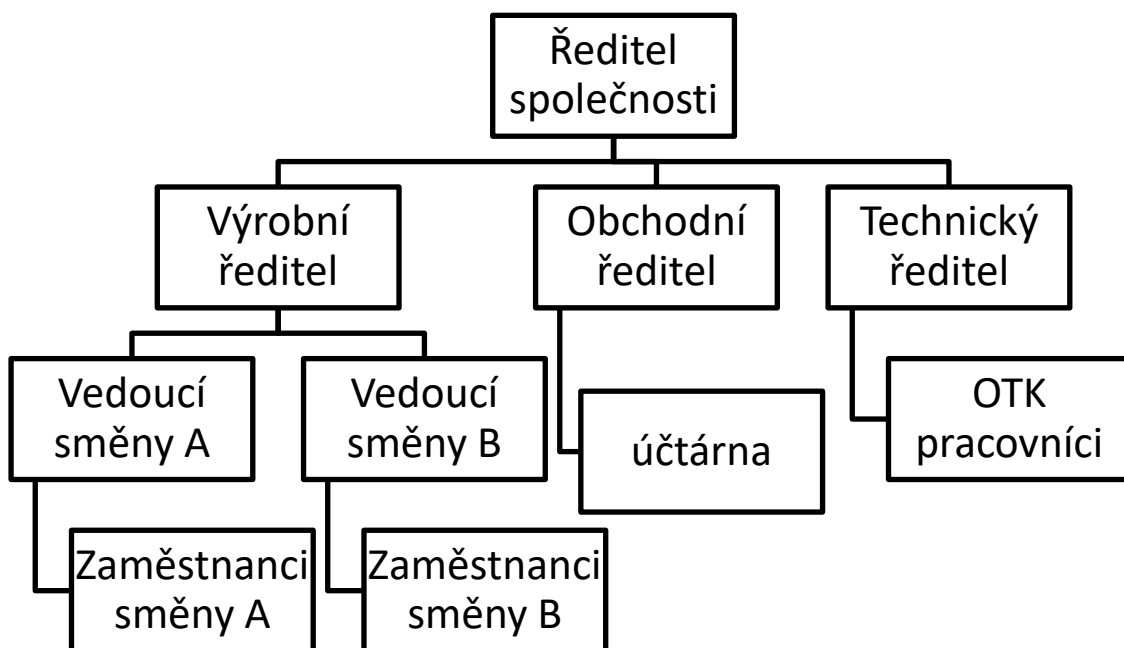 Ředitel
společnosti
Výrobní
ředitel
Obchodní
ředitel
Technický
ředitel
Vedoucí
směny A
Vedoucí
směny B
účtárna
OTK
pracovníci
Zaměstnanci
směny A
Zaměstnanci
směny B